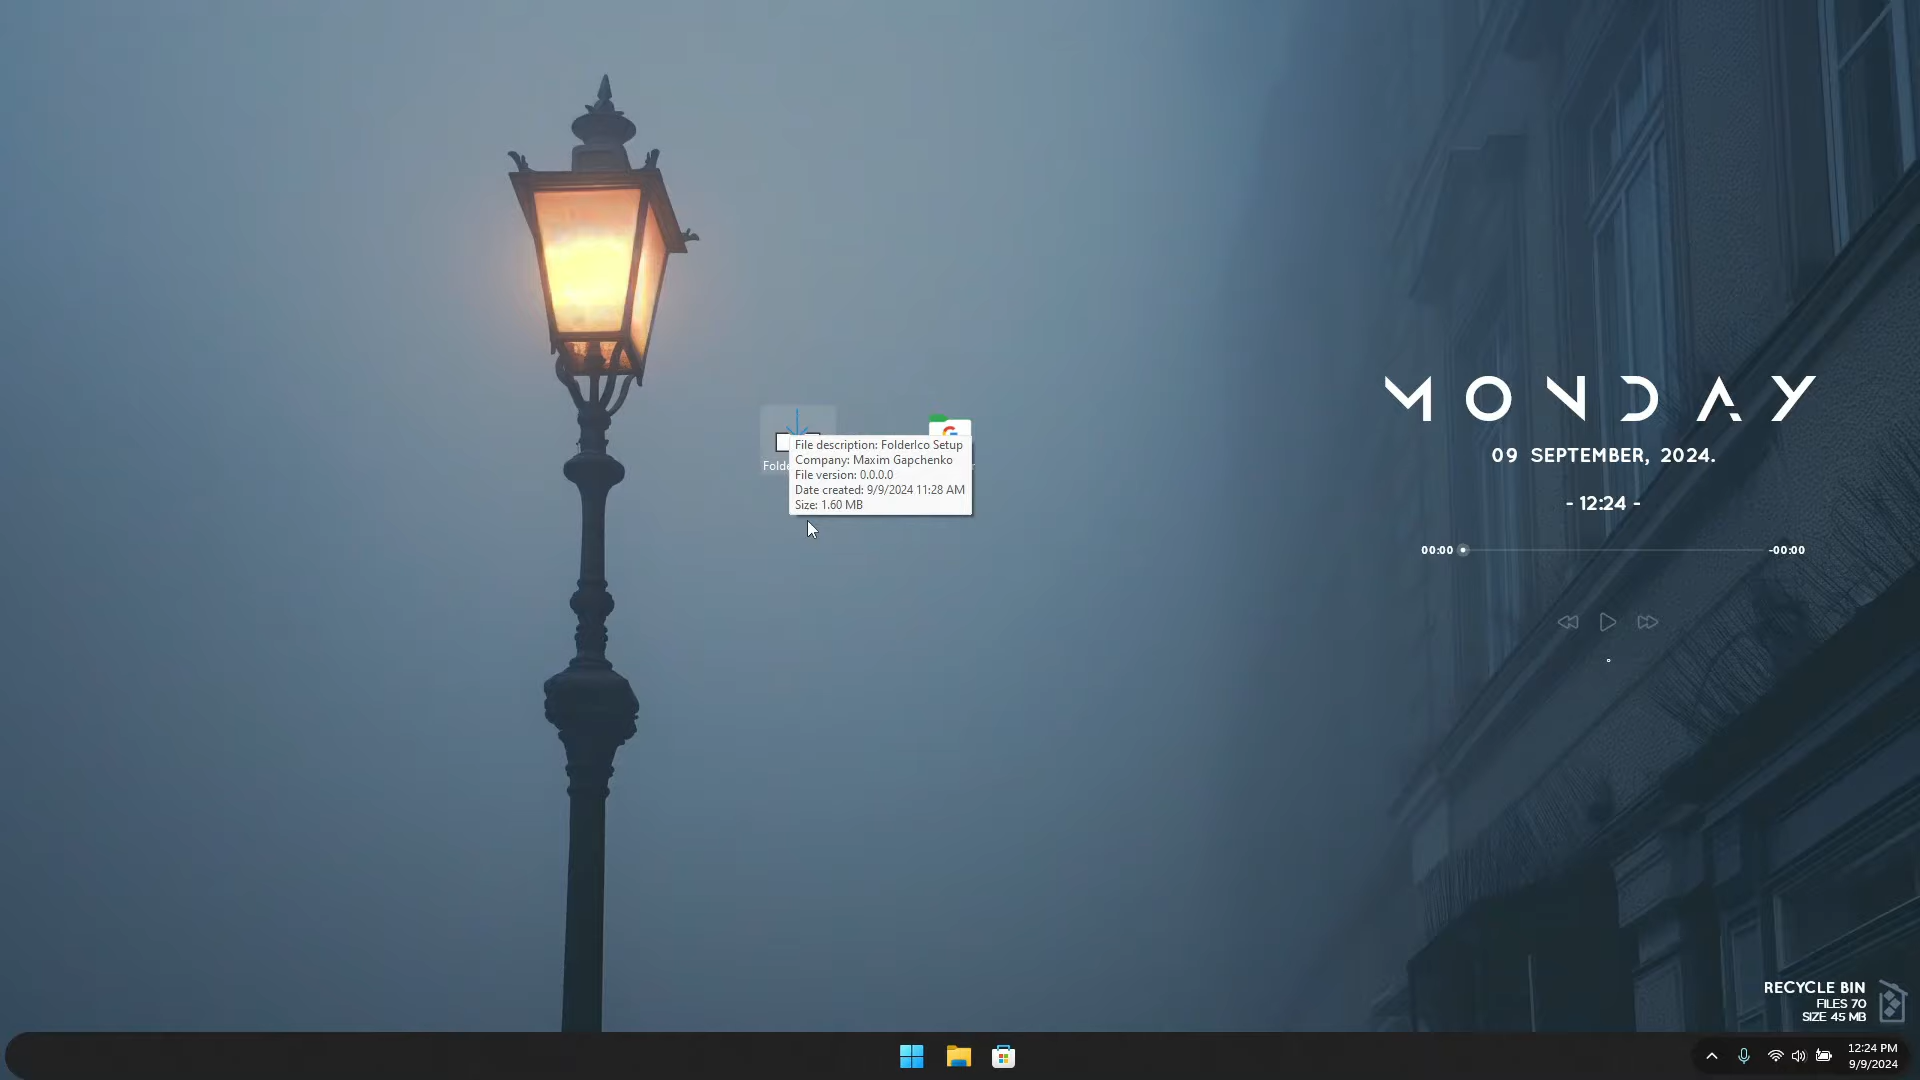 MONDAY
09 SEPTEMBER, 2024.
- 12:24 -
00:00
-00:00
File description: FolderIco Setup
Company: Maxim Gapchenko
File version: 0.0.0.0
Date created: 9/9/2024 11:28 AM
Size: 1.60 MB
RECYCLE BIN
FILES 70
SIZE 45 MB
12:24 PM
9/9/2024